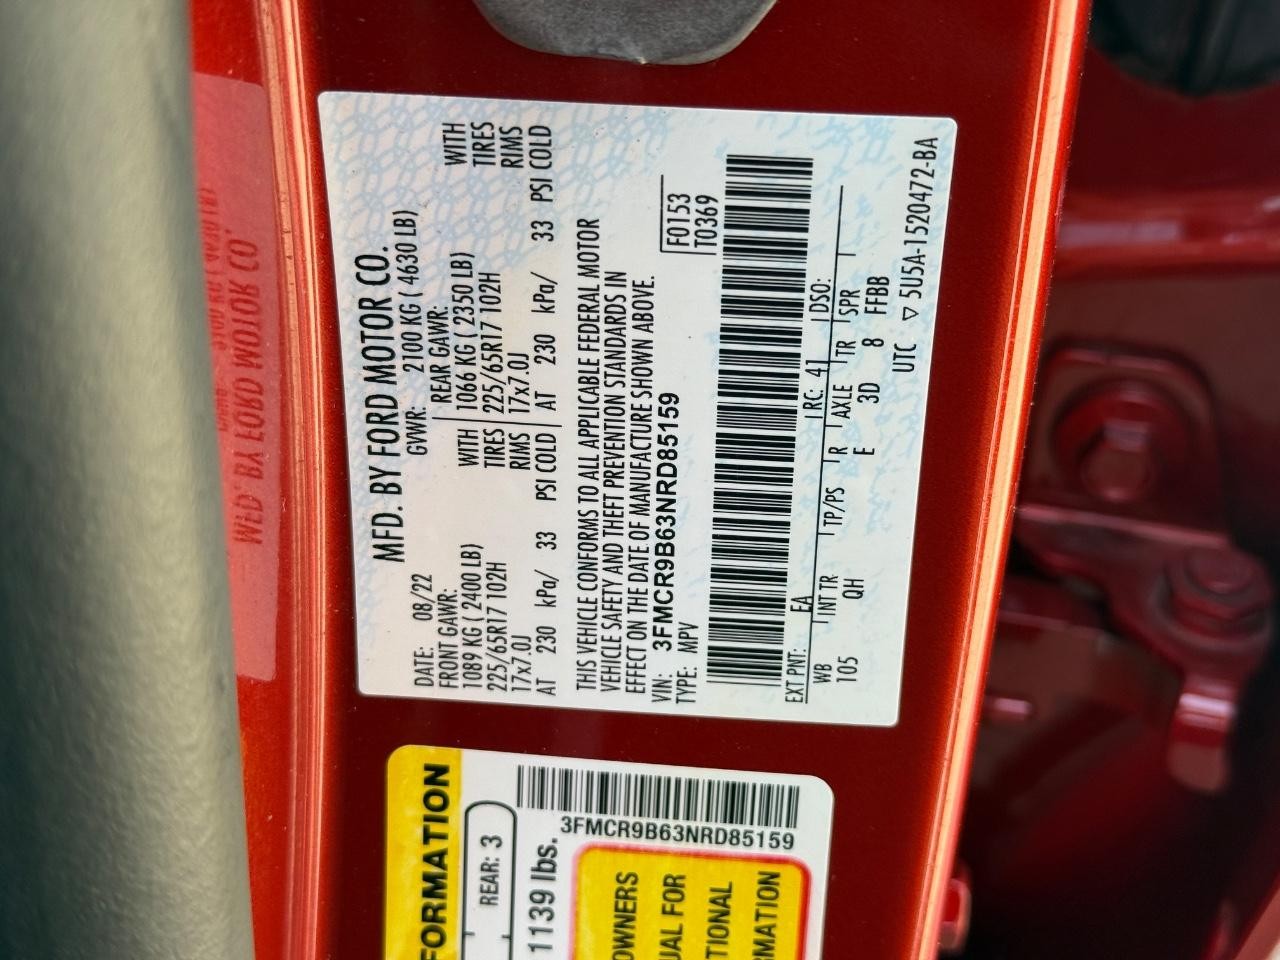 MFD. BY FORD MOTOR CO.
DATE: 08/22 GVWR: 2100 KG ( 4630 LB)
FRONT GAWR: REAR GAWR:
1089 KG ( 2400 LB) WITH 1066 KG ( 2350 LB) WITH
225/65R17 102H TIRES 225/65R17 102H TIRES
17x7.0J RIMS 17x7.0J RIMS
AT 230 kPa/ 33 PSI COLD AT 230 kPa/ 33 PSI COLD
THIS VEHICLE CONFORMS TO ALL APPLICABLE FEDERAL MOTOR
VEHICLE SAFETY AND THEFT PREVENTION STANDARDS IN
EFFECT ON THE DATE OF MANUFACTURE SHOWN ABOVE.
VIN: 3FMCR9B63NRD85159
TYPE: MPV
F0153
T0369
EXT PNT: EA RC: 41 DSO:
WB INT TR TP/PS R AXLE TR SPR
105 QH E 3D 8 FFBB
UTC ▽ 5U5A-1520472-BA
FORMATION
REAR: 3
1139 lbs.
3FMCR9B63NRD85159
OWNERS
UAL FOR
TIONAL
RMATION
MFD. BY FORD MOTOR CO.